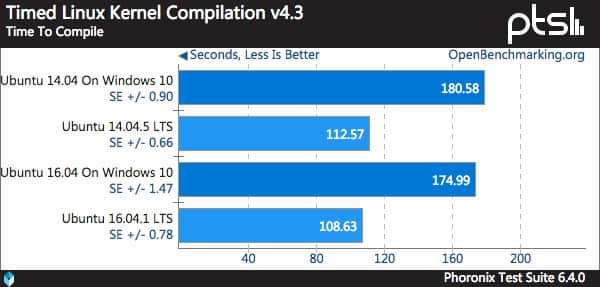 Timed Linux Kernel Compilation v4.3
Time To Compile
ptsl
◀ Seconds, Less Is Better
OpenBenchmarking.org
Ubuntu 14.04 On Windows 10
SE +/- 0.90
180.58
Ubuntu 14.04.5 LTS
SE +/- 0.66
112.57
Ubuntu 16.04 On Windows 10
SE +/- 1.47
174.99
Ubuntu 16.04.1 LTS
SE +/- 0.78
108.63
40 80 120 160 200
Phoronix Test Suite 6.4.0